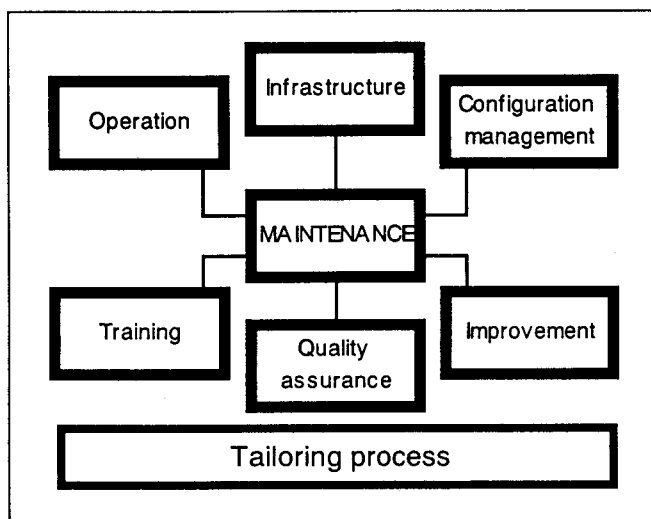 Infrastructure
Operation
Configuration
management
MAINTENANCE
Training
Quality
assurance
Improvement
Tailoring process